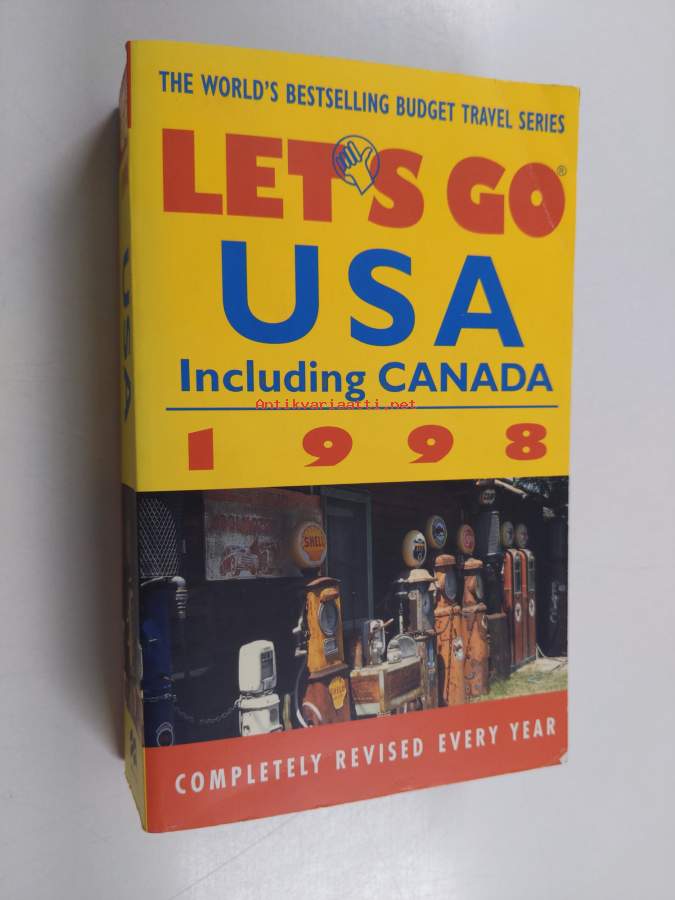 THE WORLD'S BESTSELLING BUDGET TRAVEL SERIES
LET'S GO®
USA
Including CANADA
Antikvariaatti.net
1998
SHELL
SHELL
COMPLETELY REVISED EVERY YEAR
USA